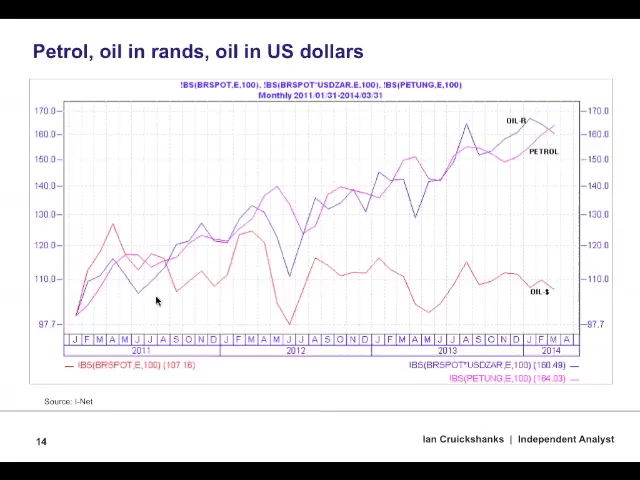 Petrol, oil in rands, oil in US dollars
!BS(BRSPOT,E,100), !BS(BRSPOT*USDZAR,E,100), !BS(PETUNG,E,100)
Monthly 2011/01/31-2014/03/31
170.0 170.0
OIL-R
160.0 160.0
PETROL
150.0 150.0
140.0 140.0
130.0 130.0
120.0 120.0
110.0 110.0
OIL-$
97.7 97.7
J F M A M J J A S O N D J F M A M J J A S O N D J F M A M J J A S O N D J F M A
2011 2012 2013 2014
!BS(BRSPOT,E,100) (107.16) !BS(BRSPOT*USDZAR,E,100) (160.49)
!BS(PETUNG,E,100) (164.03)
Source: I-Net
14 Ian Cruickshanks | Independent Analyst